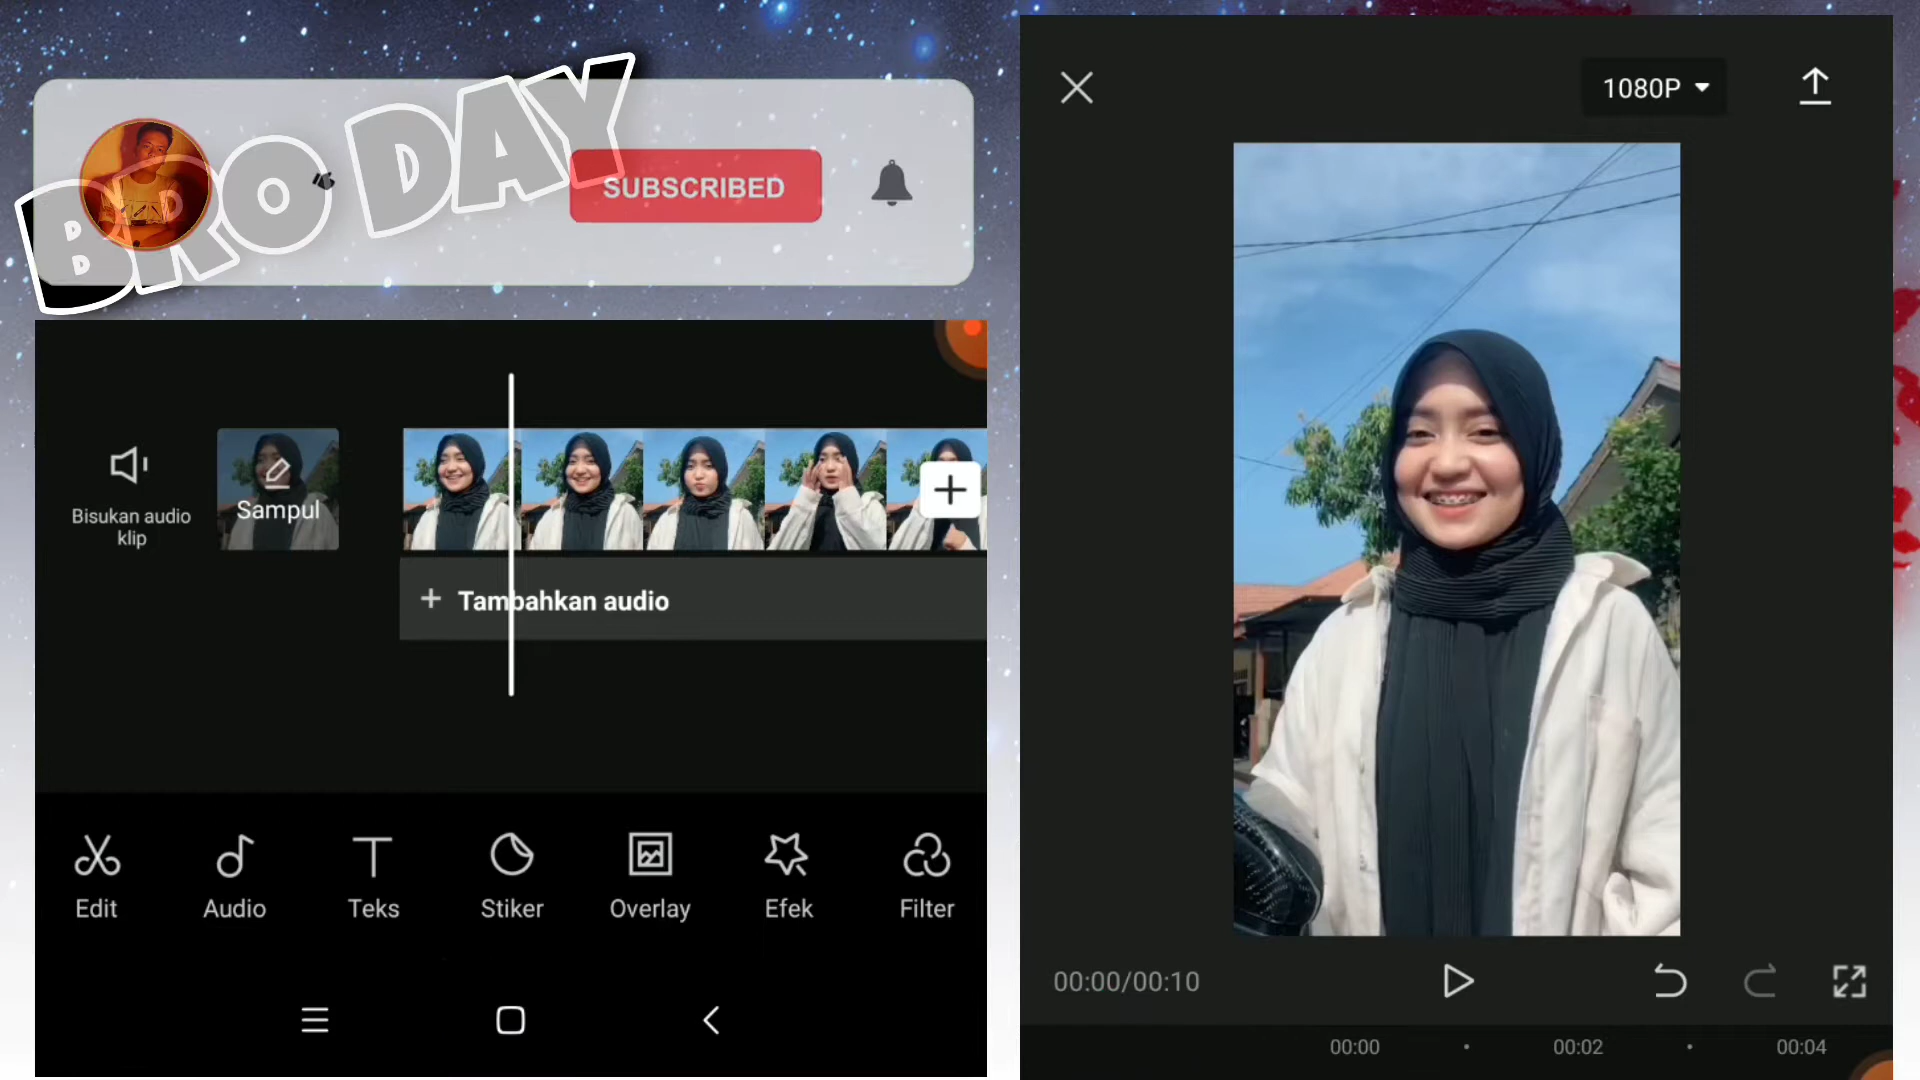 BRO DAY
SUBSCRIBED
1080P
Bisukan audio
klip
Sampul
+ Tambahkan audio
Edit
Audio
Teks
Stiker
Overlay
Efek
Filter
00:00/00:10
00:00
00:02
00:04